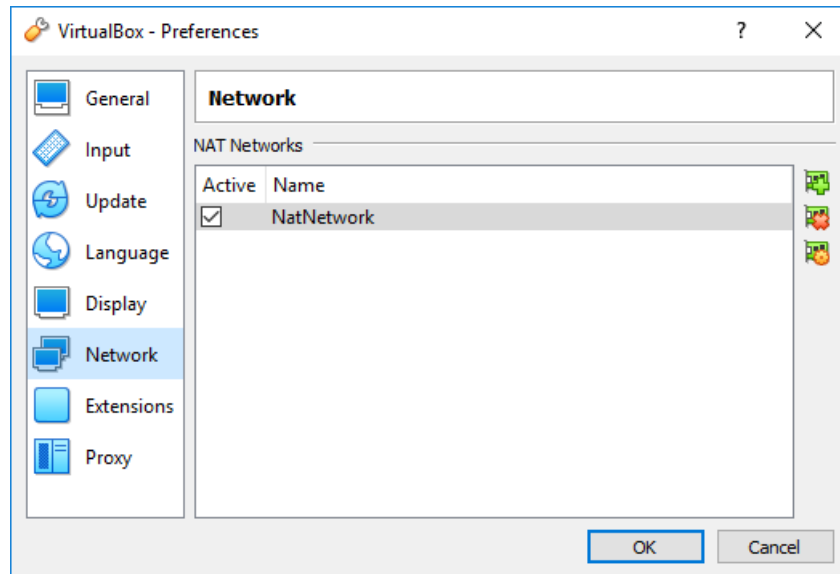 VirtualBox - Preferences ?
General
Input
Update
Language
Display
Network
Extensions
Proxy
Network
NAT Networks
Active Name
NatNetwork
OK Cancel